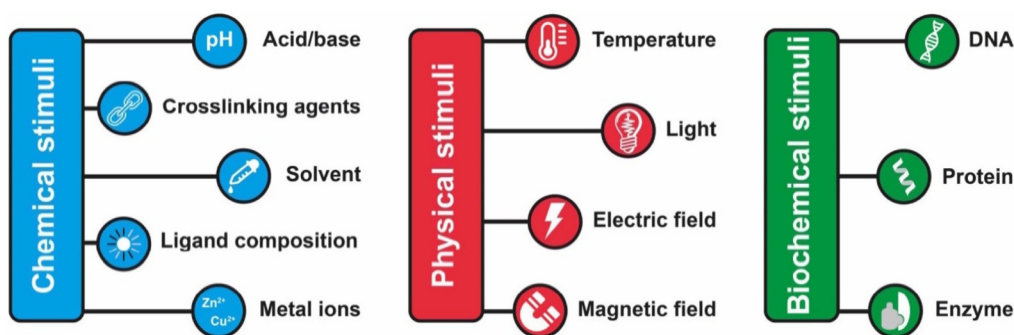 Chemical stimuli
pH
Acid/base
Crosslinking agents
Solvent
Ligand composition
Zn²⁺
Cu²⁺
Metal ions
Physical stimuli
Temperature
Light
Electric field
Magnetic field
Biochemical stimuli
DNA
Protein
Enzyme